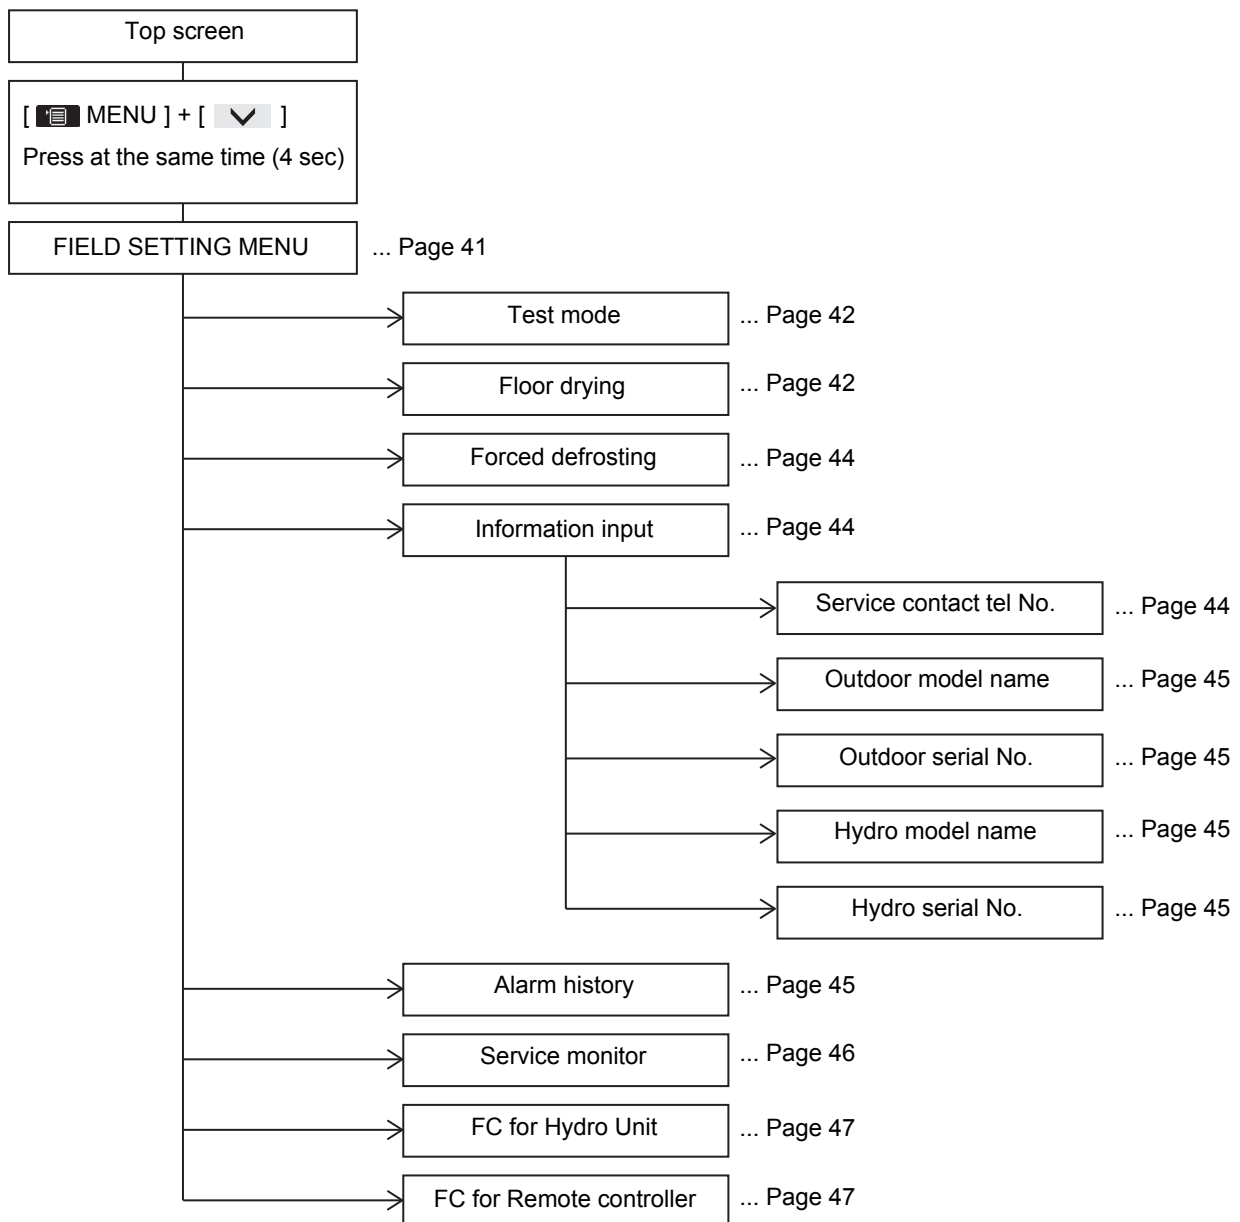 Top screen
[ MENU ] + [ ]
Press at the same time (4 sec)
FIELD SETTING MENU ... Page 41
Test mode ... Page 42
Floor drying ... Page 42
Forced defrosting ... Page 44
Information input ... Page 44
Service contact tel No. ... Page 44
Outdoor model name ... Page 45
Outdoor serial No. ... Page 45
Hydro model name ... Page 45
Hydro serial No. ... Page 45
Alarm history ... Page 45
Service monitor ... Page 46
FC for Hydro Unit ... Page 47
FC for Remote controller ... Page 47